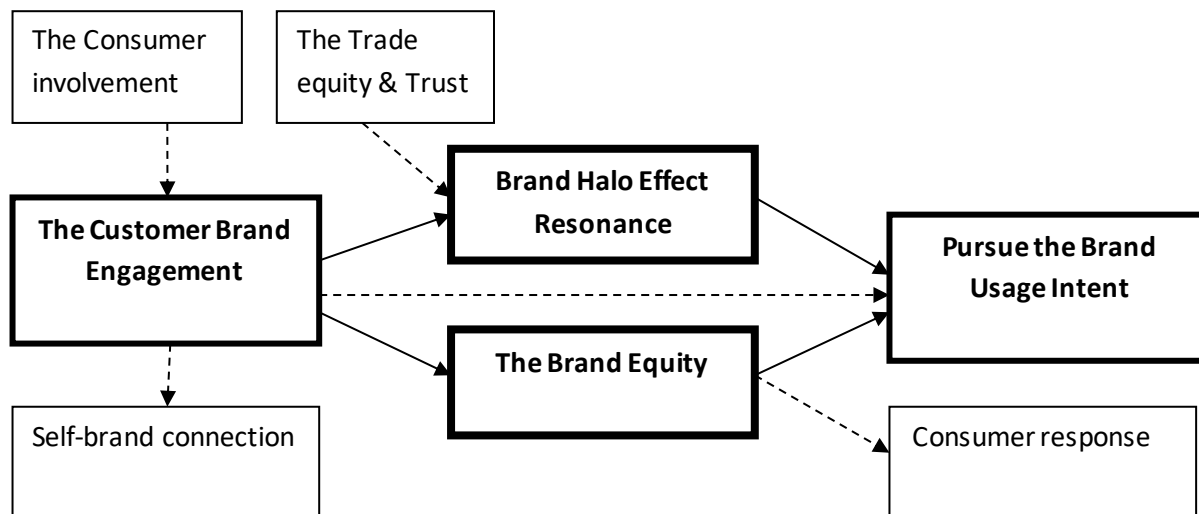 The Consumer
involvement
The Trade
equity & Trust
Brand Halo Effect
Resonance
The Customer Brand
Engagement
Pursue the Brand
Usage Intent
The Brand Equity
Self-brand connection
Consumer response